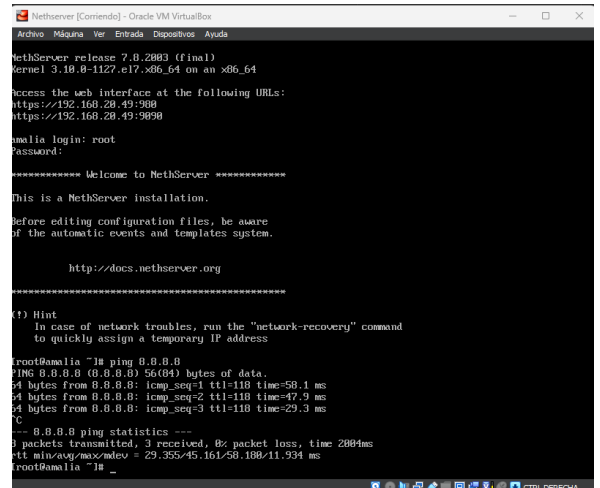 Nethserver [Corriendo] - Oracle VM VirtualBox
Archivo Máquina Ver Entrada Dispositivos Ayuda
NethServer release 7.8.2003 (final)
Kernel 3.10.0-1127.el7.x86_64 on an x86_64
Access the web interface at the following URLs:
https://192.168.20.49:980
https://192.168.20.49:9090
amalia login: root
Password:
************ Welcome to NethServer ************
This is a NethServer installation.
Before editing configuration files, be aware
of the automatic events and templates system.
http://docs.nethserver.org
***********************************************
(!) Hint
In case of network troubles, run the "network-recovery" command
to quickly assign a temporary IP address
[root@amalia ~]# ping 8.8.8.8
PING 8.8.8.8 (8.8.8.8) 56(84) bytes of data.
64 bytes from 8.8.8.8: icmp_seq=1 ttl=118 time=58.1 ms
64 bytes from 8.8.8.8: icmp_seq=2 ttl=118 time=47.9 ms
64 bytes from 8.8.8.8: icmp_seq=3 ttl=118 time=29.3 ms
^C
--- 8.8.8.8 ping statistics ---
3 packets transmitted, 3 received, 0% packet loss, time 2004ms
rtt min/avg/max/mdev = 29.355/45.161/58.180/11.934 ms
[root@amalia ~]# _
CTRL DERECHA